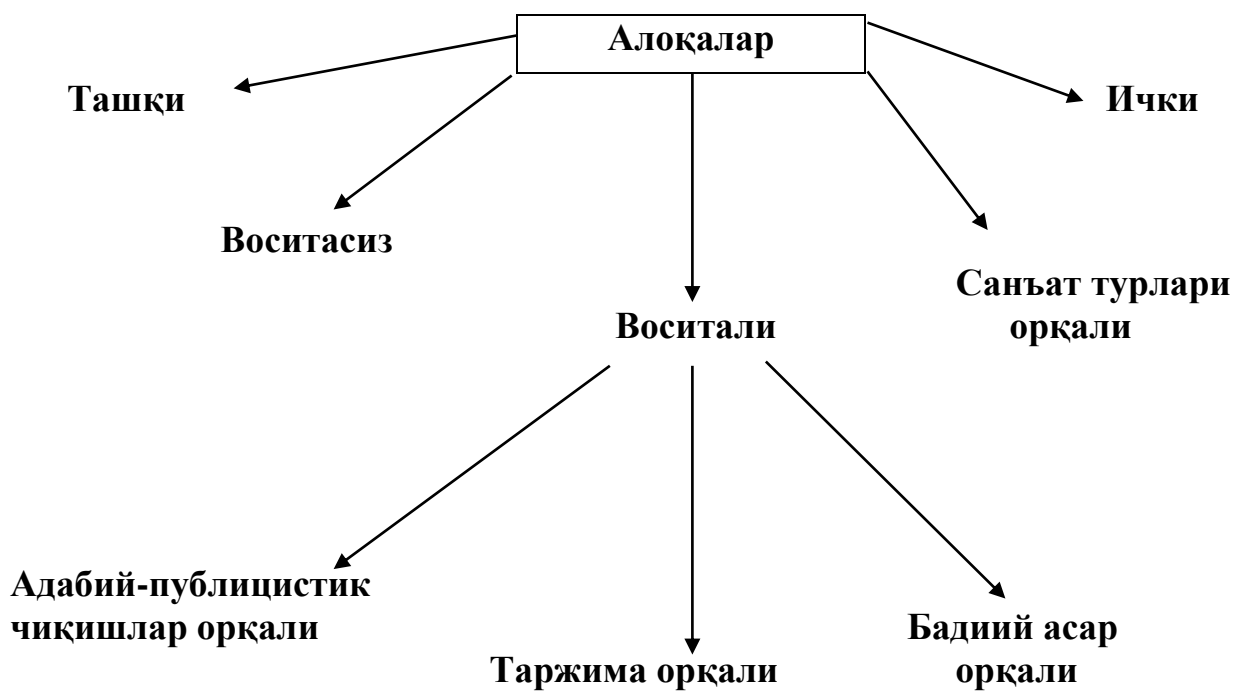 Алоқалар
Ташқи
Ички
Воситасиз
Санъат турлари
орқали
Воситали
Адабий-публицистик
чиқишлар орқали
Таржима орқали
Бадиий асар
орқали